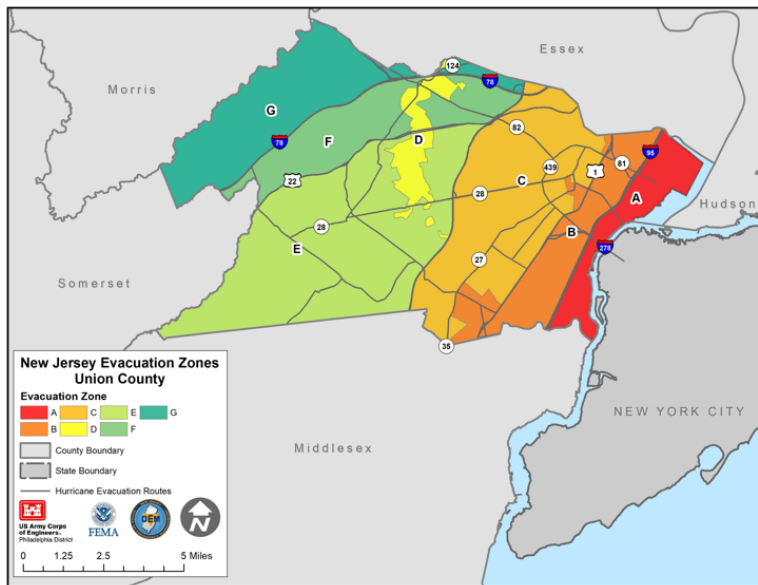 Essex
Morris
124
78
G
82
F
D
78
439
1
81
95
22
C
A
28
Hudson
28
B
E
278
27
Somerset
35
New Jersey Evacuation Zones
Union County
Evacuation Zone
A C E G
B D F
County Boundary
State Boundary
Hurricane Evacuation Routes
US Army Corps
of Engineers®
Philadelphia District
FEMA
OEM
N
0 1.25 2.5 5 Miles
Middlesex
NEW YORK CITY